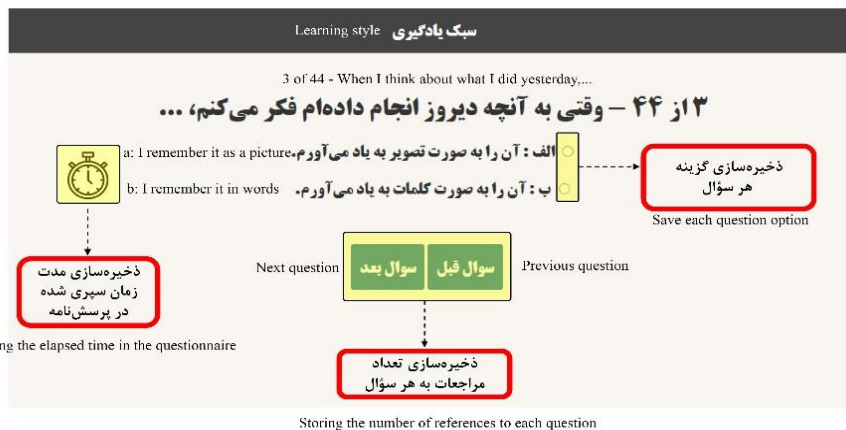 Learning style سبک یادگیری
3 of 44 - When I think about what I did yesterday,...
۳ از ۴۴ – وقتی به آنچه دیروز انجام داده‌ام فکر می‌کنم، ...
a: I remember it as a picture الف : آن را به صورت تصویر به یاد می‌آورم.
b: I remember it in words ب : آن را به صورت کلمات به یاد می‌آورم.
ذخیره‌سازی گزینه
هر سؤال
Save each question option
Next question سوال بعد سوال قبل Previous question
ذخیره‌سازی مدت
زمان سپری شده
در پرسش‌نامه
ng the elapsed time in the questionnaire
ذخیره‌سازی تعداد
مراجعات به هر سؤال
Storing the number of references to each question